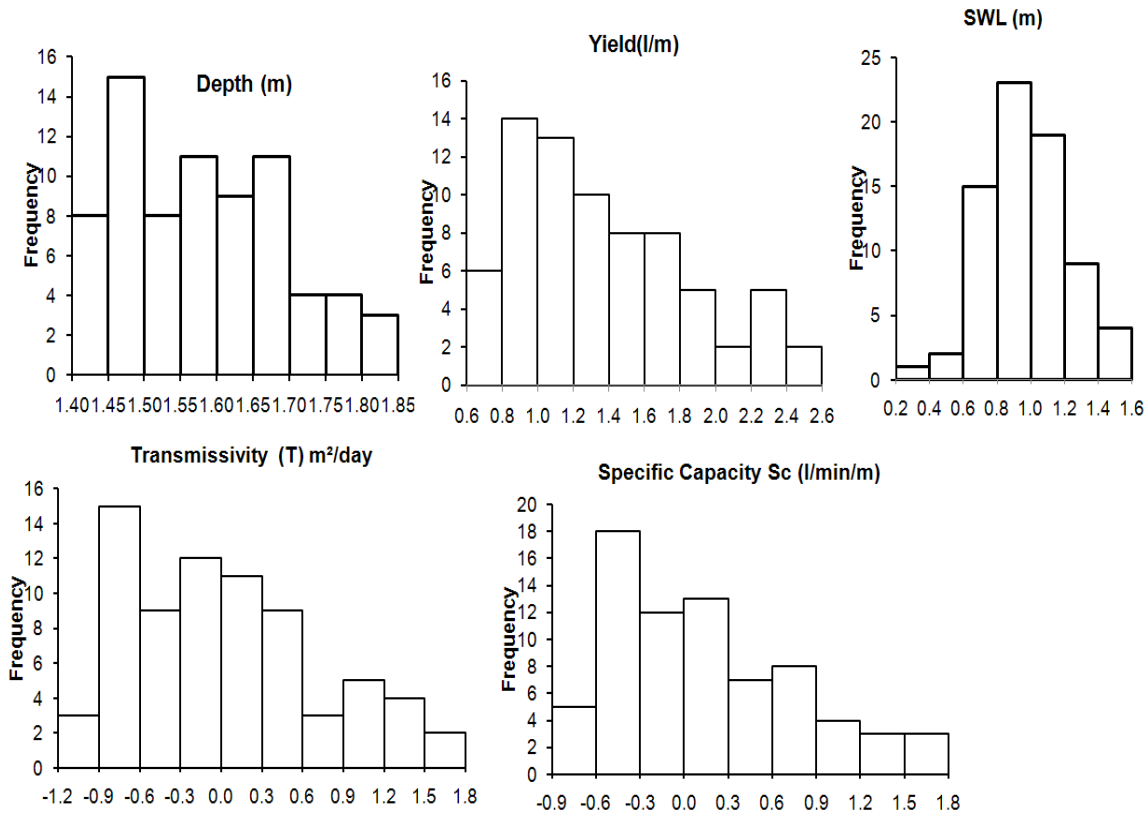 Depth (m)
Frequency
16
14
12
10
8
6
4
2
0
1.40 1.45 1.50 1.55 1.60 1.65 1.70 1.75 1.80 1.85
Yield(l/m)
Frequency
16
14
12
10
8
6
4
2
0
0.6 0.8 1.0 1.2 1.4 1.6 1.8 2.0 2.2 2.4 2.6
SWL (m)
Frequency
25
20
15
10
5
0
0.2 0.4 0.6 0.8 1.0 1.2 1.4 1.6
Transmissivity (T) m²/day
Frequency
16
14
12
10
8
6
4
2
0
-1.2 -0.9 -0.6 -0.3 0.0 0.3 0.6 0.9 1.2 1.5 1.8
Specific Capacity Sc (l/min/m)
Frequency
20
18
16
14
12
10
8
6
4
2
0
-0.9 -0.6 -0.3 0.0 0.3 0.6 0.9 1.2 1.5 1.8